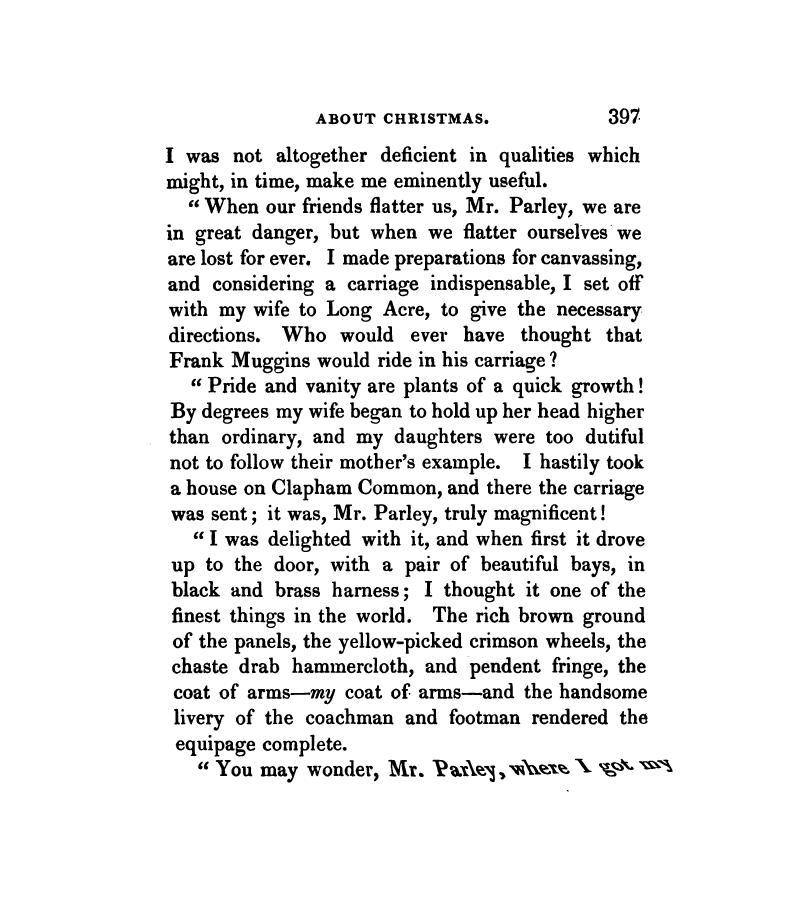 ABOUT CHRISTMAS. 397
I was not altogether deficient in qualities which
might, in time, make me eminently useful.
“ When our friends flatter us, Mr. Parley, we are
in great danger, but when we flatter ourselves we
are lost for ever. I made preparations for canvassing,
and considering a carriage indispensable, I set off
with my wife to Long Acre, to give the necessary
directions. Who would ever have thought that
Frank Muggins would ride in his carriage?
“ Pride and vanity are plants of a quick growth!
By degrees my wife began to hold up her head higher
than ordinary, and my daughters were too dutiful
not to follow their mother’s example. I hastily took
a house on Clapham Common, and there the carriage
was sent; it was, Mr. Parley, truly magnificent!
“ I was delighted with it, and when first it drove
up to the door, with a pair of beautiful bays, in
black and brass harness; I thought it one of the
finest things in the world. The rich brown ground
of the panels, the yellow-picked crimson wheels, the
chaste drab hammercloth, and pendent fringe, the
coat of arms—my coat of arms—and the handsome
livery of the coachman and footman rendered the
equipage complete.
“ You may wonder, Mr. Parley, where I got my